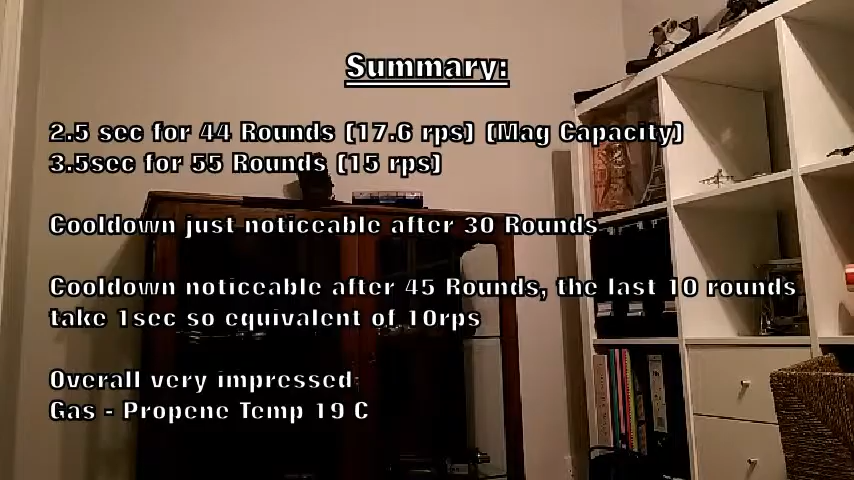 Summary:
2.5 sec for 44 Rounds (17.6 rps) (Mag Capacity)
3.5sec for 55 Rounds (15 rps)
Cooldown just noticeable after 30 Rounds
Cooldown noticeable after 45 Rounds, the last 10 rounds
take 1sec so equivalent of 10rps
Overall very impressed
Gas - Propene Temp 19 C